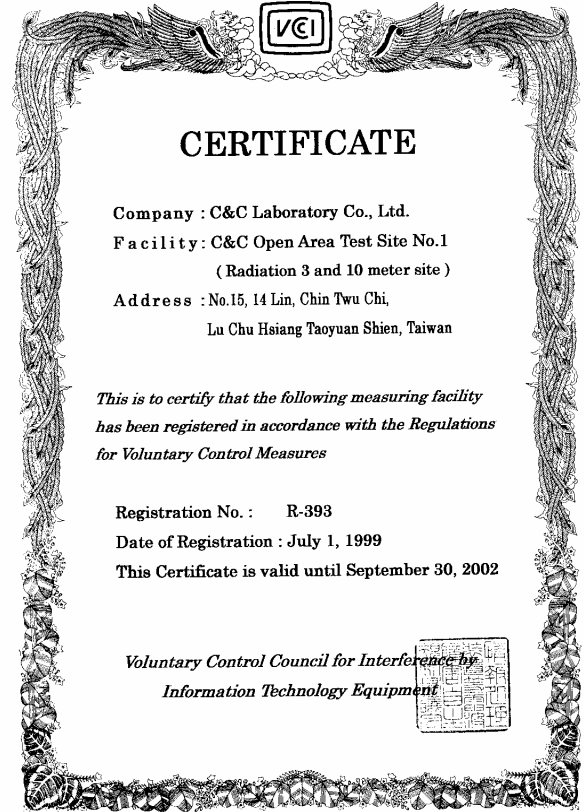 VCCI
CERTIFICATE
Company : C&C Laboratory Co., Ltd.
Facility : C&C Open Area Test Site No.1
( Radiation 3 and 10 meter site )
Address : No.15, 14 Lin, Chin Twu Chi,
Lu Chu Hsiang Taoyuan Shien, Taiwan
This is to certify that the following measuring facility
has been registered in accordance with the Regulations
for Voluntary Control Measures
Registration No. : R-393
Date of Registration : July 1, 1999
This Certificate is valid until September 30, 2002
Voluntary Control Council for Interference by
Information Technology Equipment